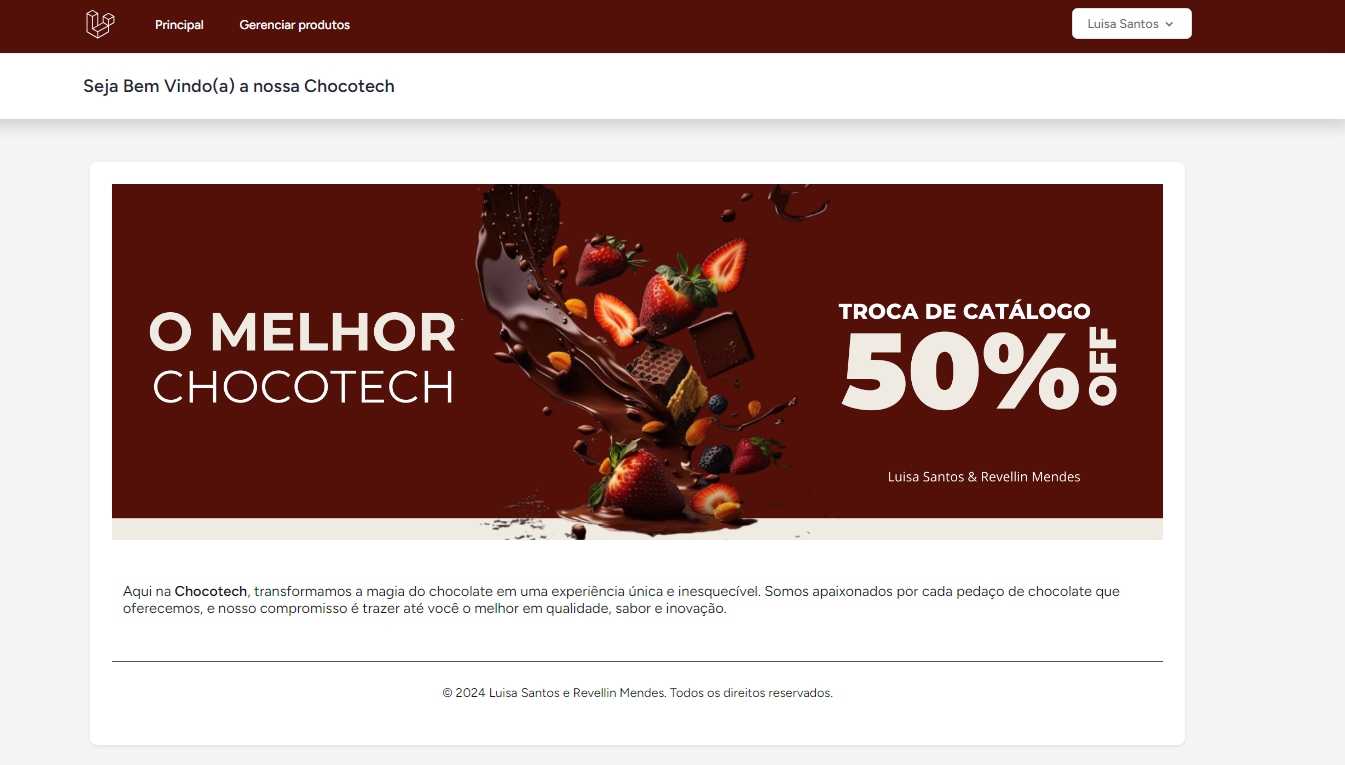 Principal
Gerenciar produtos
Luisa Santos
Seja Bem Vindo(a) a nossa Chocotech
O MELHOR
CHOCOTECH
TROCA DE CATÁLOGO
50%
OFF
Luisa Santos & Revellin Mendes
Aqui na Chocotech, transformamos a magia do chocolate em uma experiência única e inesquecível. Somos apaixonados por cada pedaço de chocolate que
oferecemos, e nosso compromisso é trazer até você o melhor em qualidade, sabor e inovação.
© 2024 Luisa Santos e Revellin Mendes. Todos os direitos reservados.